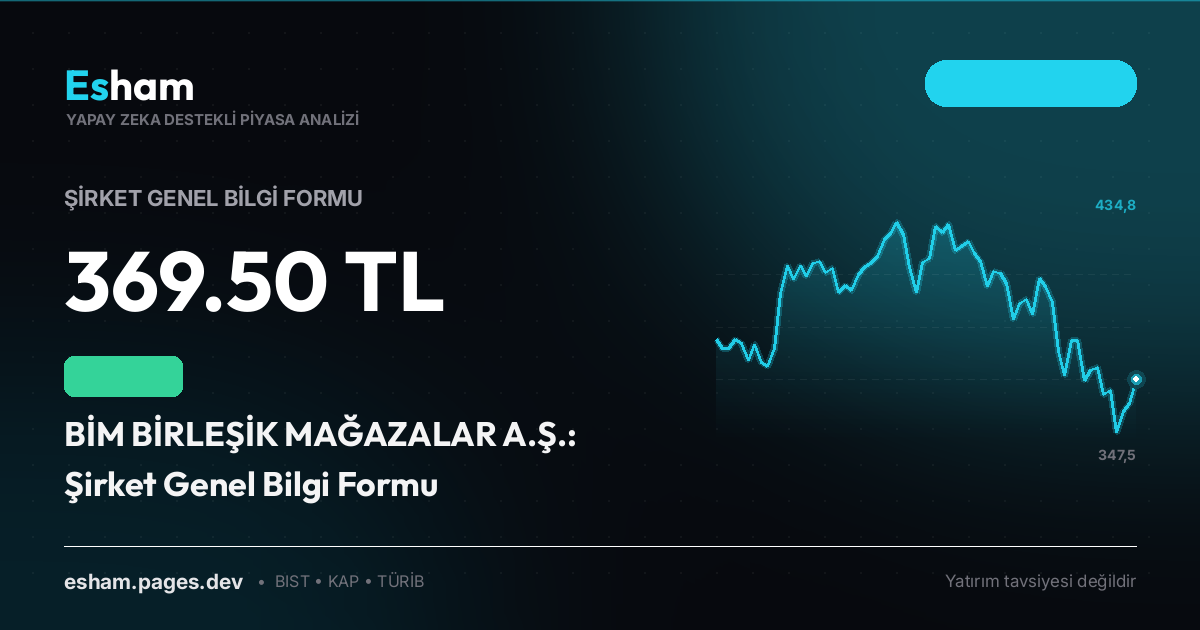 Esham
YAPAY ZEKA DESTEKLİ PİYASA ANALİZİ
ŞİRKET GENEL BİLGİ FORMU
369.50 TL
BİM BİRLEŞİK MAĞAZALAR A.Ş.:
Şirket Genel Bilgi Formu
434,8
347,5
esham.pages.dev • BIST • KAP • TÜRİB
Yatırım tavsiyesi değildir